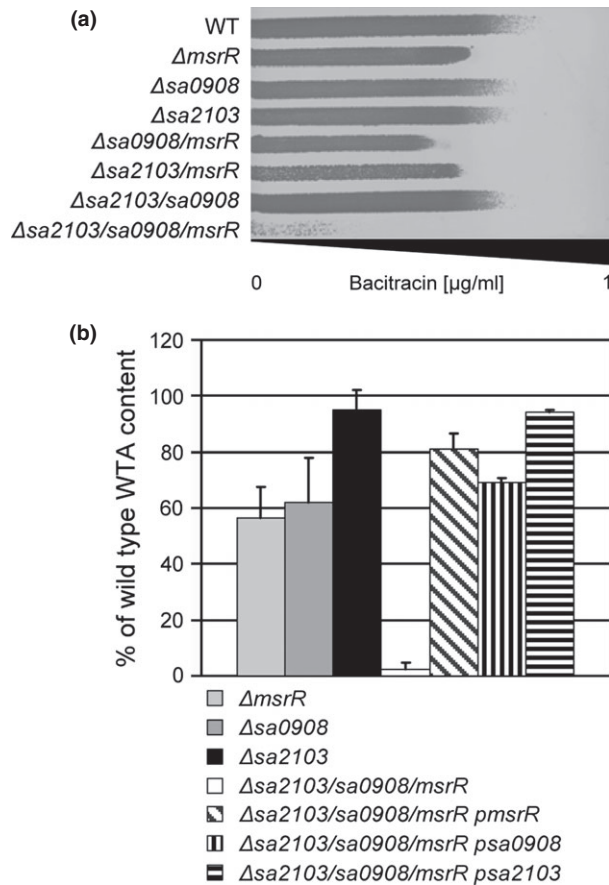 (a)
WT
ΔmsrR
Δsa0908
Δsa2103
Δsa0908/msrR
Δsa2103/msrR
Δsa2103/sa0908
Δsa2103/sa0908/msrR
0 Bacitracin [µg/ml] 1
(b)
% of wild type WTA content
120
100
80
60
40
20
0
ΔmsrR
Δsa0908
Δsa2103
Δsa2103/sa0908/msrR
Δsa2103/sa0908/msrR pmsrR
Δsa2103/sa0908/msrR psa0908
Δsa2103/sa0908/msrR psa2103